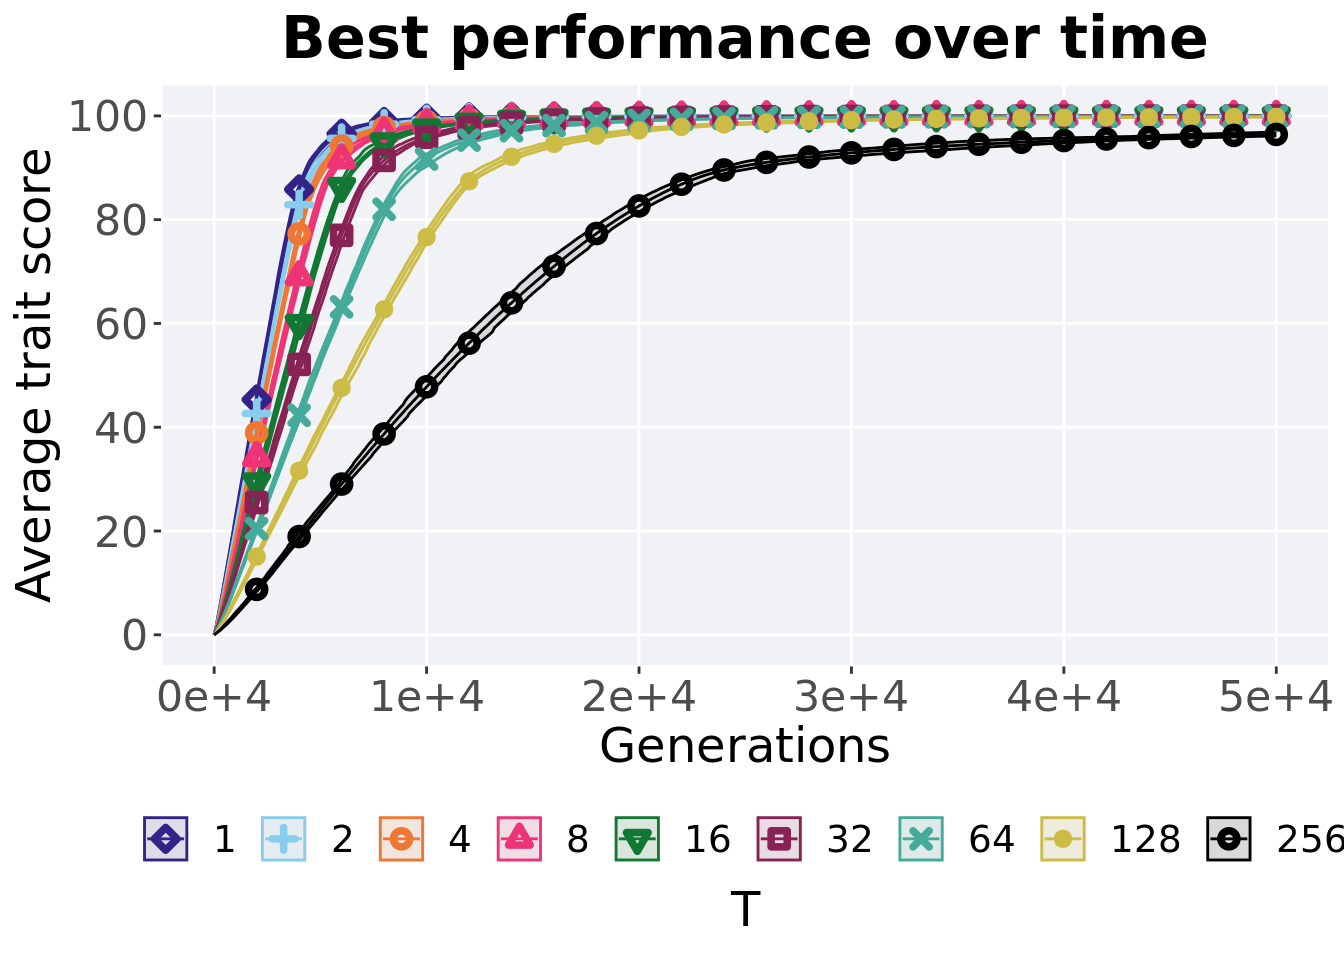 Best performance over time
Average trait score
100
80
60
40
20
0
0e+4 1e+4 2e+4 3e+4 4e+4 5e+4
Generations
1 2 4 8 16 32 64 128 256
T